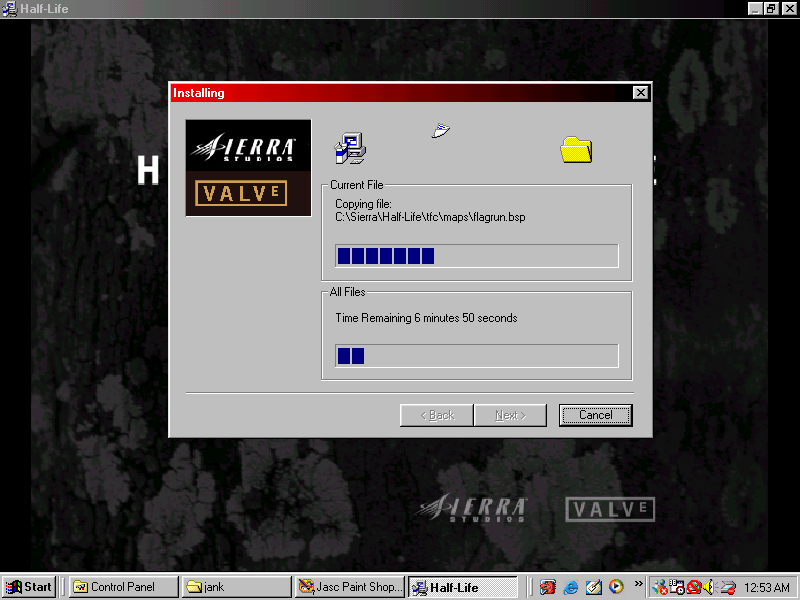 Half-Life
Installing
SIERRA
STUDIOS
VALVE
H
Current File
Copying file:
C:\Sierra\Half-Life\tfc\maps\flagrun.bsp
All Files
Time Remaining 6 minutes 50 seconds
< Back
Next >
Cancel
SIERRA
STUDIOS
VALVE
Start
Control Panel
jank
Jasc Paint Shop...
Half-Life
»
12:53 AM